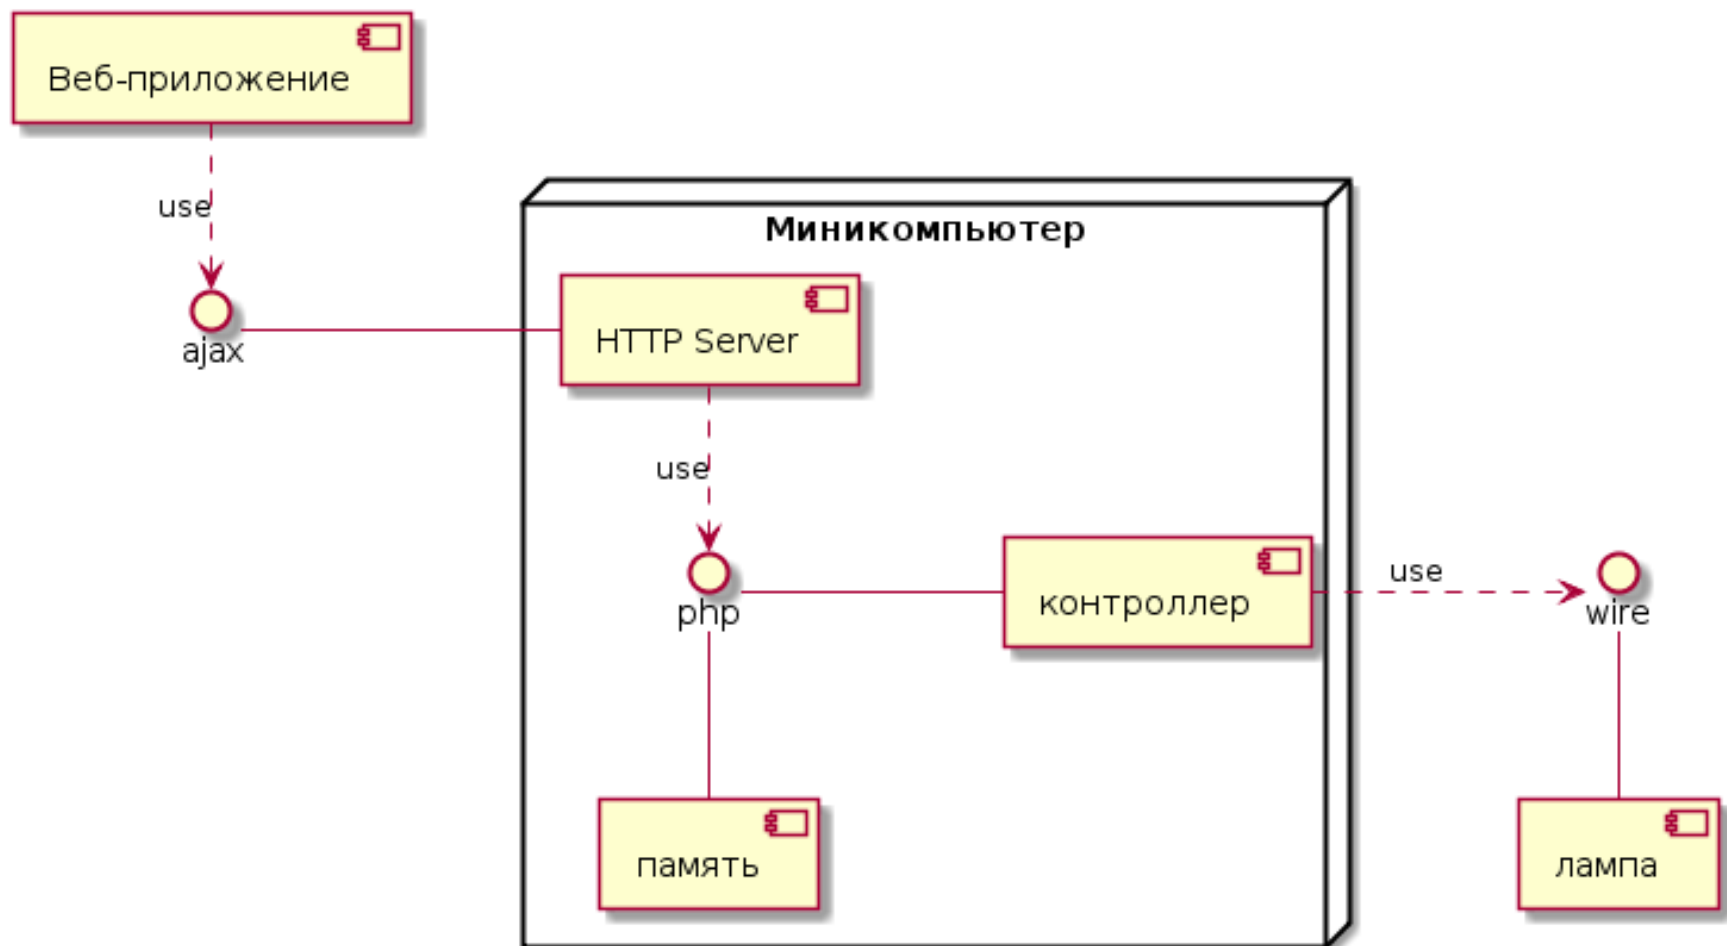 Веб-приложение
use
ajax
Миникомпьютер
HTTP Server
use
php
контроллер
use
wire
память
лампа